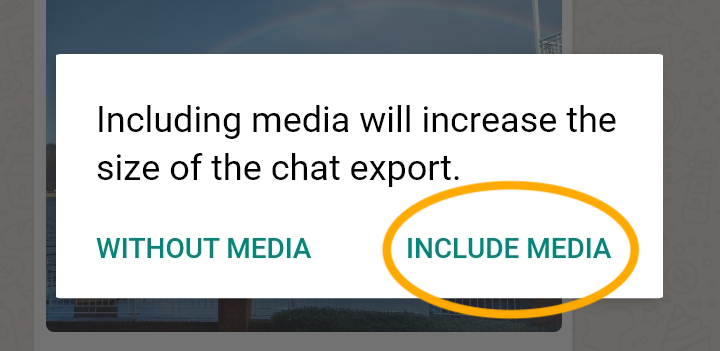 Including media will increase the
size of the chat export.
WITHOUT MEDIA
INCLUDE MEDIA